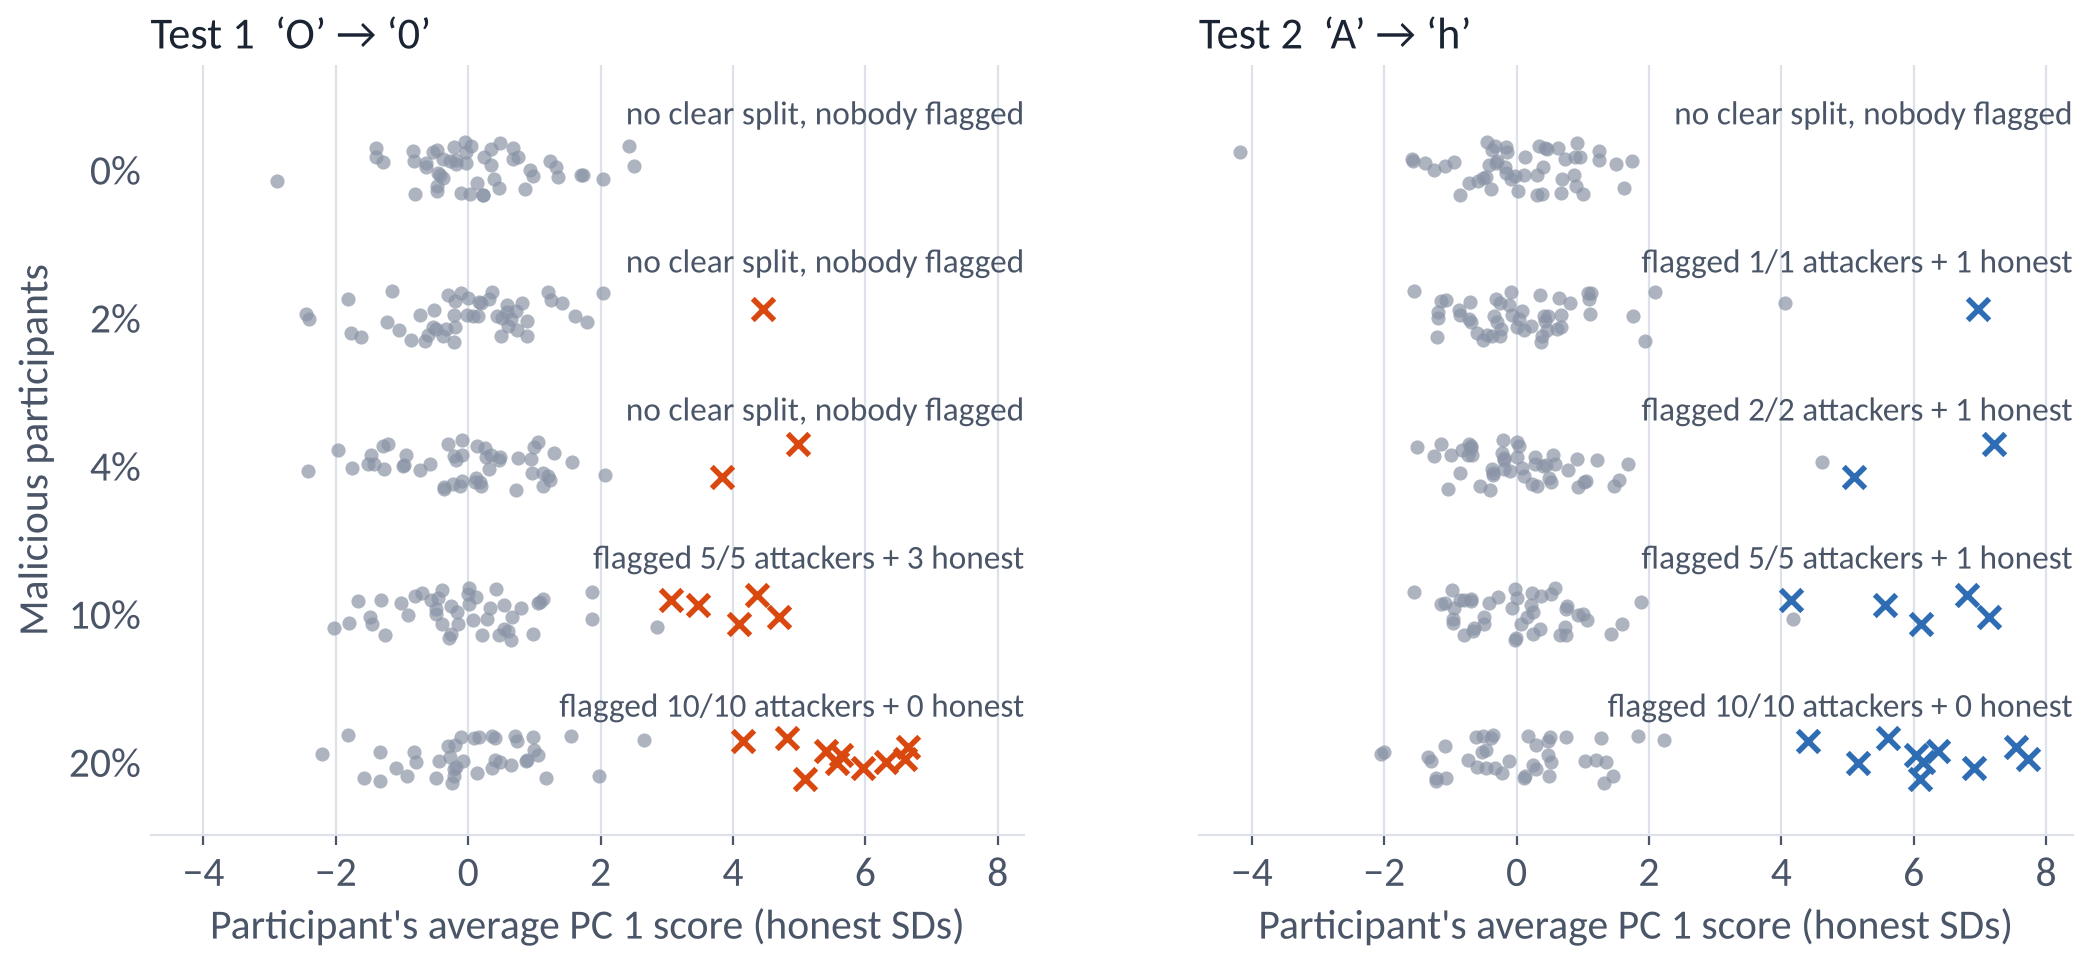 Test 1 ‘O’ → ‘0’
Malicious participants
0%
2%
4%
10%
20%
no clear split, nobody flagged
no clear split, nobody flagged
no clear split, nobody flagged
flagged 5/5 attackers + 3 honest
flagged 10/10 attackers + 0 honest
−4 −2 0 2 4 6 8
Participant's average PC 1 score (honest SDs)
Test 2 ‘A’ → ‘h’
no clear split, nobody flagged
flagged 1/1 attackers + 1 honest
flagged 2/2 attackers + 1 honest
flagged 5/5 attackers + 1 honest
flagged 10/10 attackers + 0 honest
−4 −2 0 2 4 6 8
Participant's average PC 1 score (honest SDs)